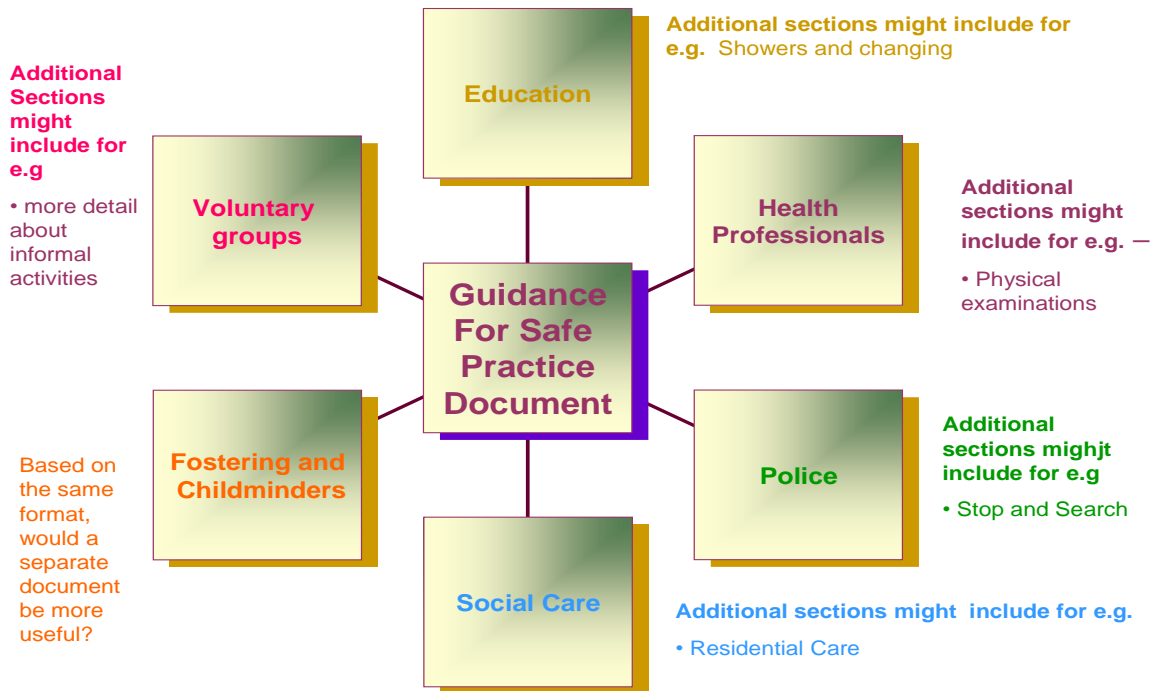 Education
Additional sections might include for
e.g. Showers and changing
Additional
Sections
might
include for
e.g
• more detail
about
informal
activities
Voluntary
groups
Health
Professionals
Additional
sections might
include for e.g. –
• Physical
examinations
Guidance
For Safe
Practice
Document
Fostering and
Childminders
Based on
the same
format,
would a
separate
document
be more
useful?
Police
Additional
sections mighjt
include for e.g
• Stop and Search
Social Care
Additional sections might include for e.g.
• Residential Care